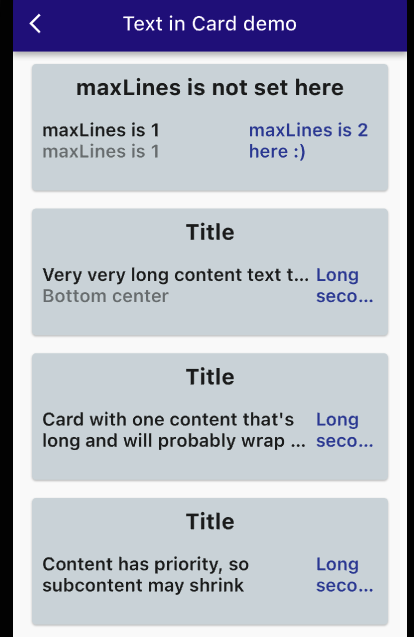 Text in Card demo
maxLines is not set here
maxLines is 1
maxLines is 1
maxLines is 2
here :)
Title
Very very long content text t...
Bottom center
Long
seco...
Title
Card with one content that's
long and will probably wrap ...
Long
seco...
Title
Content has priority, so
subcontent may shrink
Long
seco...